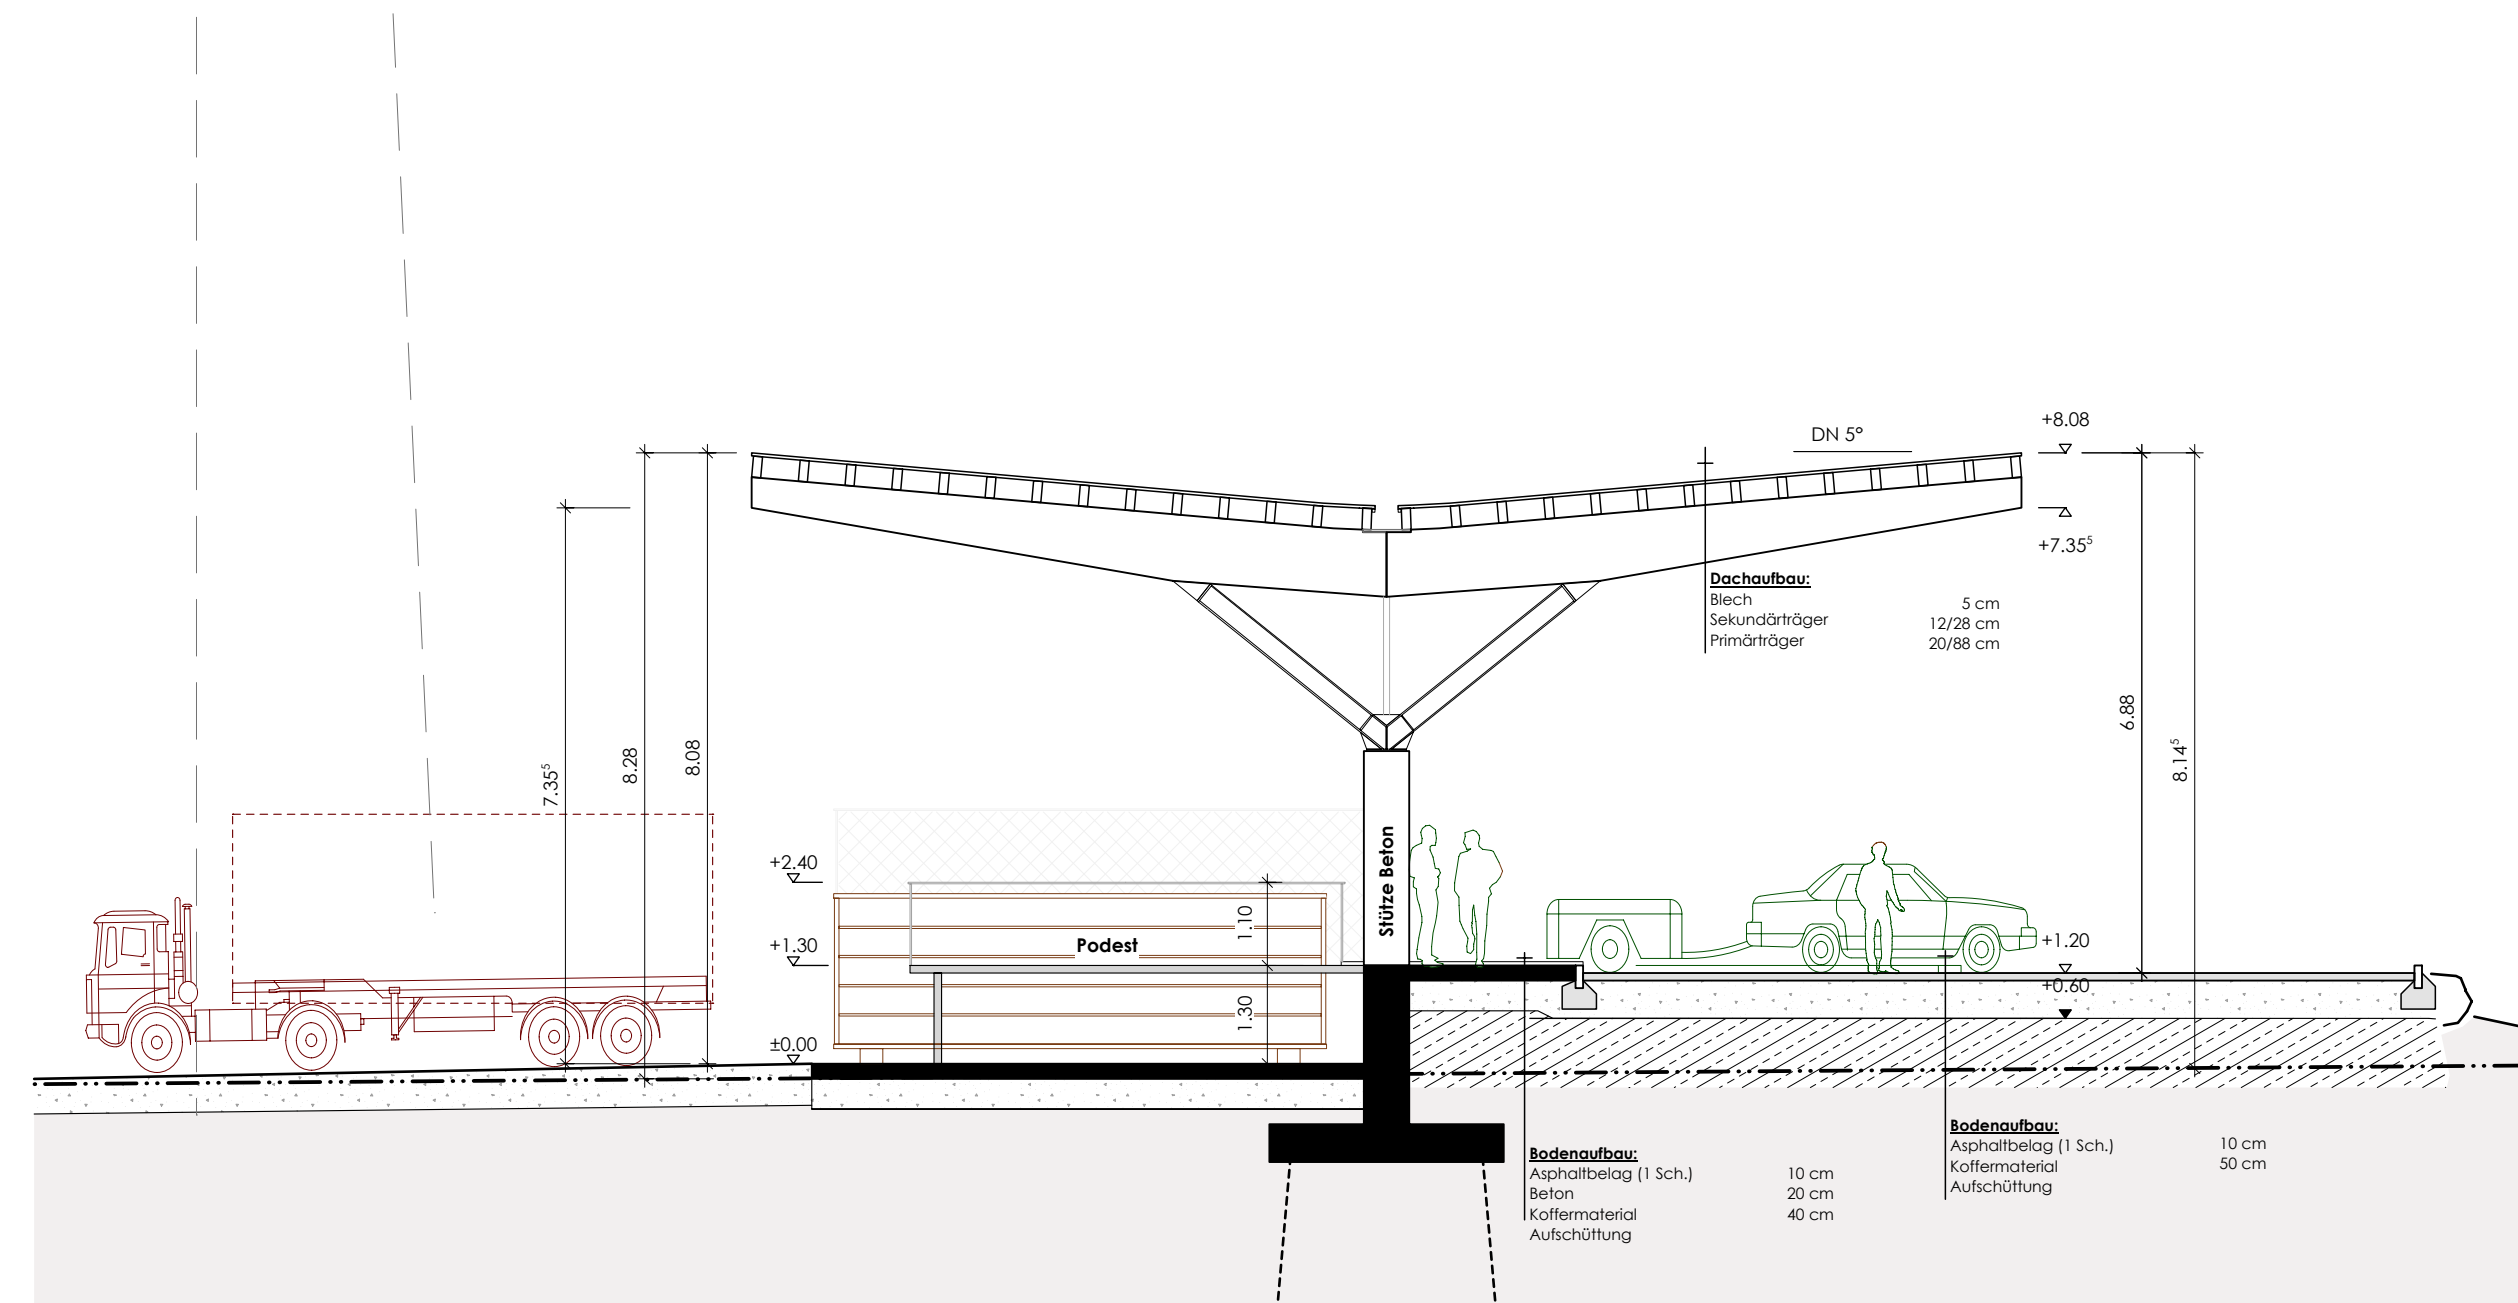 +8.08
DN 5°
+7.35⁵
Dachaufbau:
Blech 5 cm
Sekundärträger 12/28 cm
Primärträger 20/88 cm
6.88
8.14⁵
7.35⁵
8.28
8.08
Stütze Beton
+2.40
1.10
+1.30
Podest
+1.20
+0.60
1.30
±0.00
Bodenaufbau:
Asphaltbelag (1 Sch.) 10 cm
Koffermaterial 50 cm
Aufschüttung
Bodenaufbau:
Asphaltbelag (1 Sch.) 10 cm
Beton 20 cm
Koffermaterial 40 cm
Aufschüttung